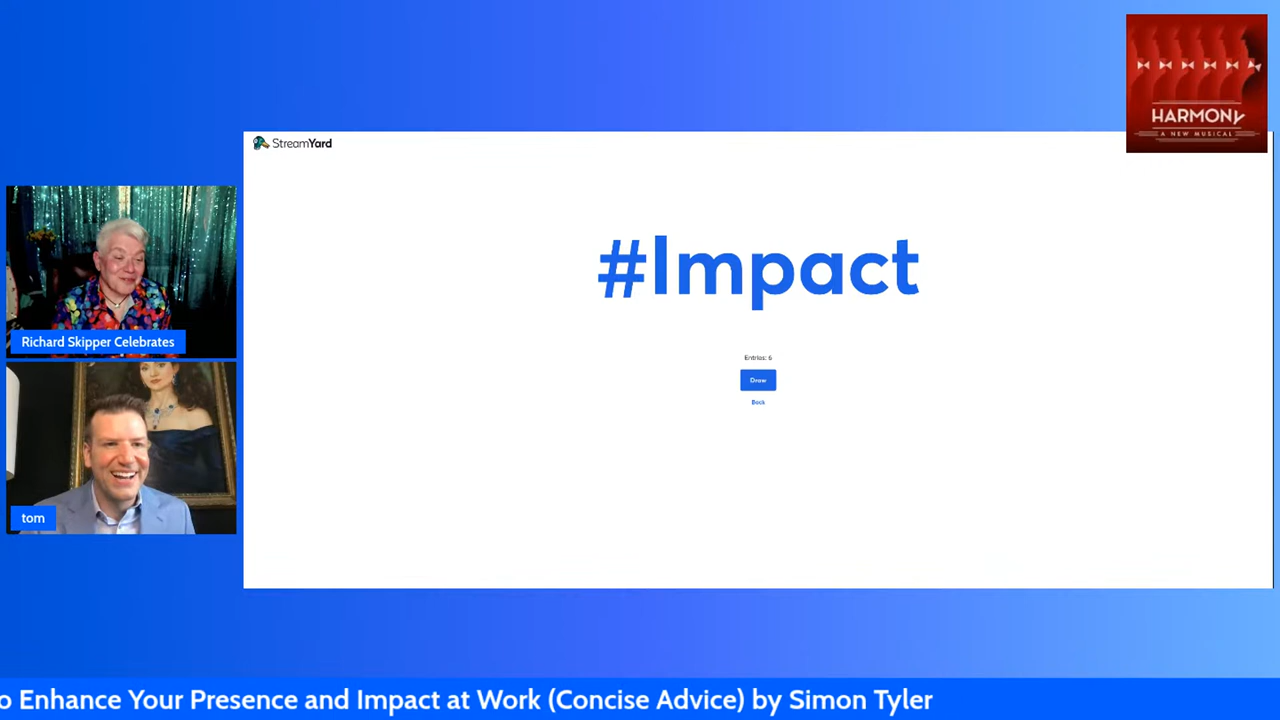 HARMONY
A NEW MUSICAL
StreamYard
#Impact
Entries: 6
Draw
Back
Richard Skipper Celebrates
tom
o Enhance Your Presence and Impact at Work (Concise Advice) by Simon Tyler